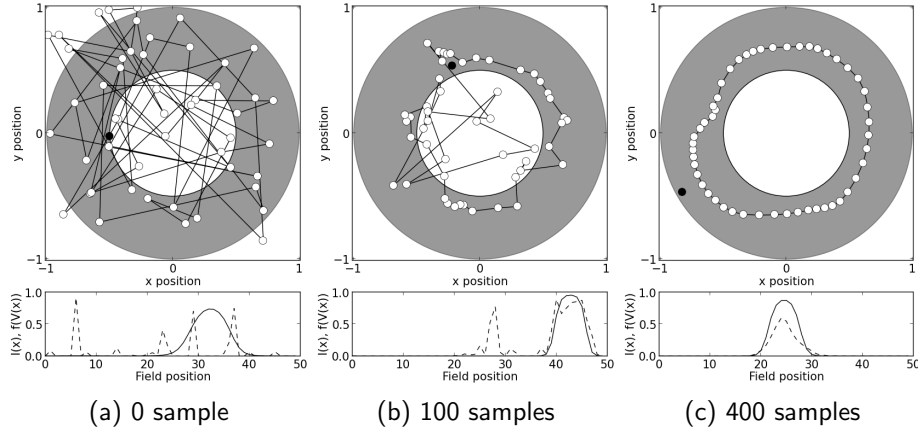 1
0
−1
−1
0
1
y position
x position
1
0
−1
−1
0
1
y position
x position
1
0
−1
−1
0
1
y position
x position
1.0
0.5
0.0
0 10 20 30 40 50
I(x), f(V(x))
Field position
1.0
0.5
0.0
0 10 20 30 40 50
I(x), f(V(x))
Field position
1.0
0.5
0.0
0 10 20 30 40 50
I(x), f(V(x))
Field position
(a) 0 sample
(b) 100 samples
(c) 400 samples